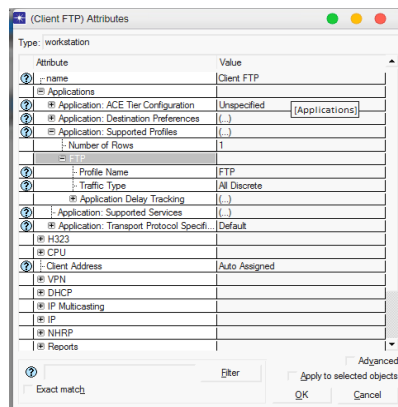 (Client FTP) Attributes
Type: workstation
Attribute Value
name Client FTP
Applications
Application: ACE Tier Configuration Unspecified
[Applications]
Application: Destination Preferences (...)
Application: Supported Profiles (...)
Number of Rows 1
FTP
Profile Name FTP
Traffic Type All Discrete
Application Delay Tracking (...)
Application: Supported Services (...)
Application: Transport Protocol Specifi... Default
H323
CPU
Client Address Auto Assigned
VPN
DHCP
IP Multicasting
IP
NHRP
Reports
Advanced
Filter
Apply to selected objects
Exact match
OK Cancel